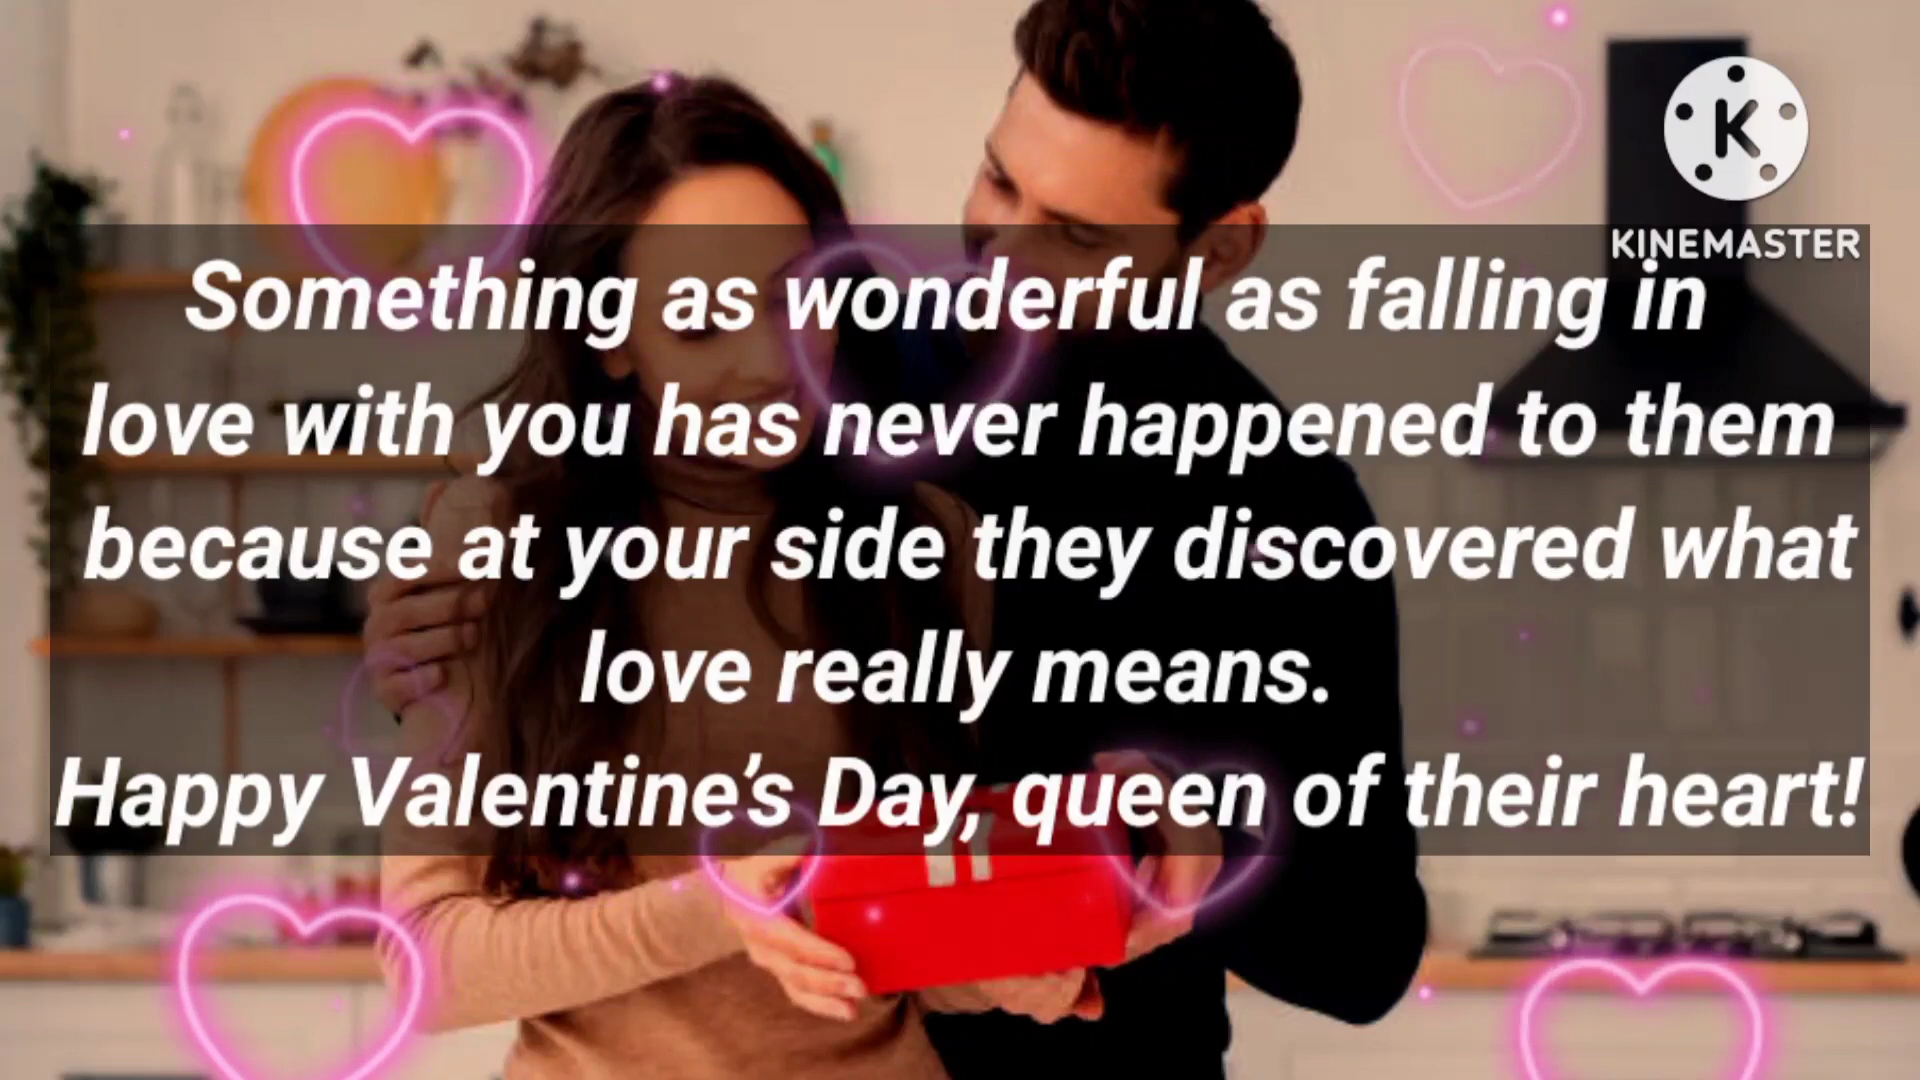 K
KINEMASTER
Something as wonderful as falling in
love with you has never happened to them
because at your side they discovered what
love really means.
Happy Valentine’s Day, queen of their heart!